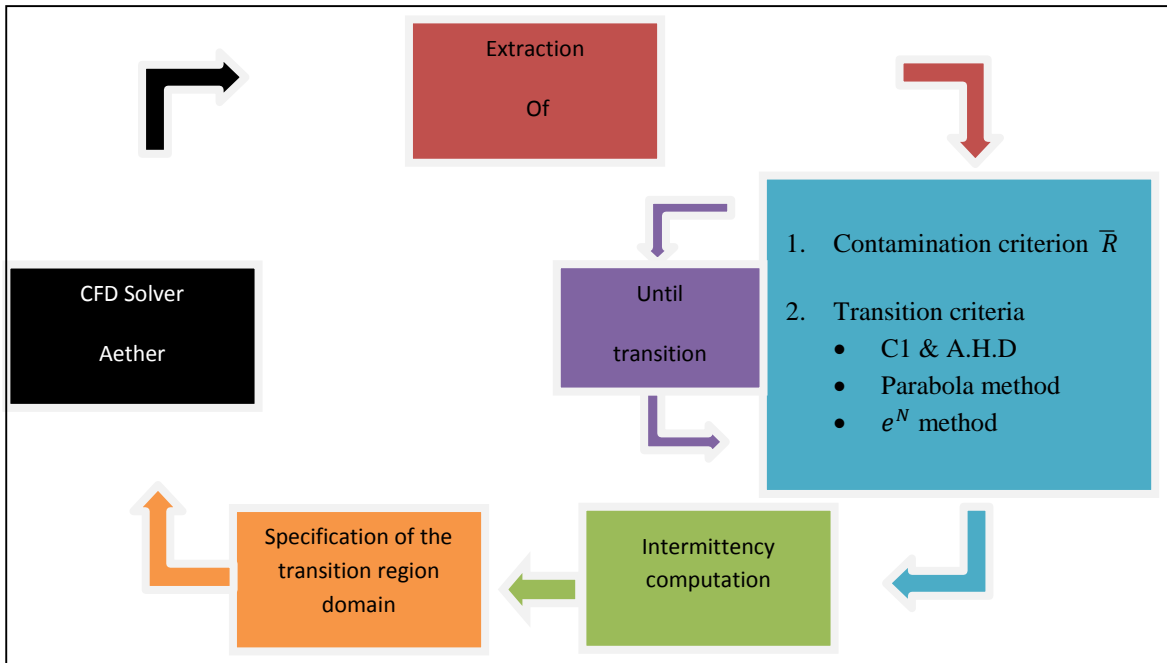 Extraction
Of
1. Contamination criterion R̅
2. Transition criteria
• C1 & A.H.D
• Parabola method
• eᴺ method
Until
transition
CFD Solver
Aether
Intermittency
computation
Specification of the
transition region
domain